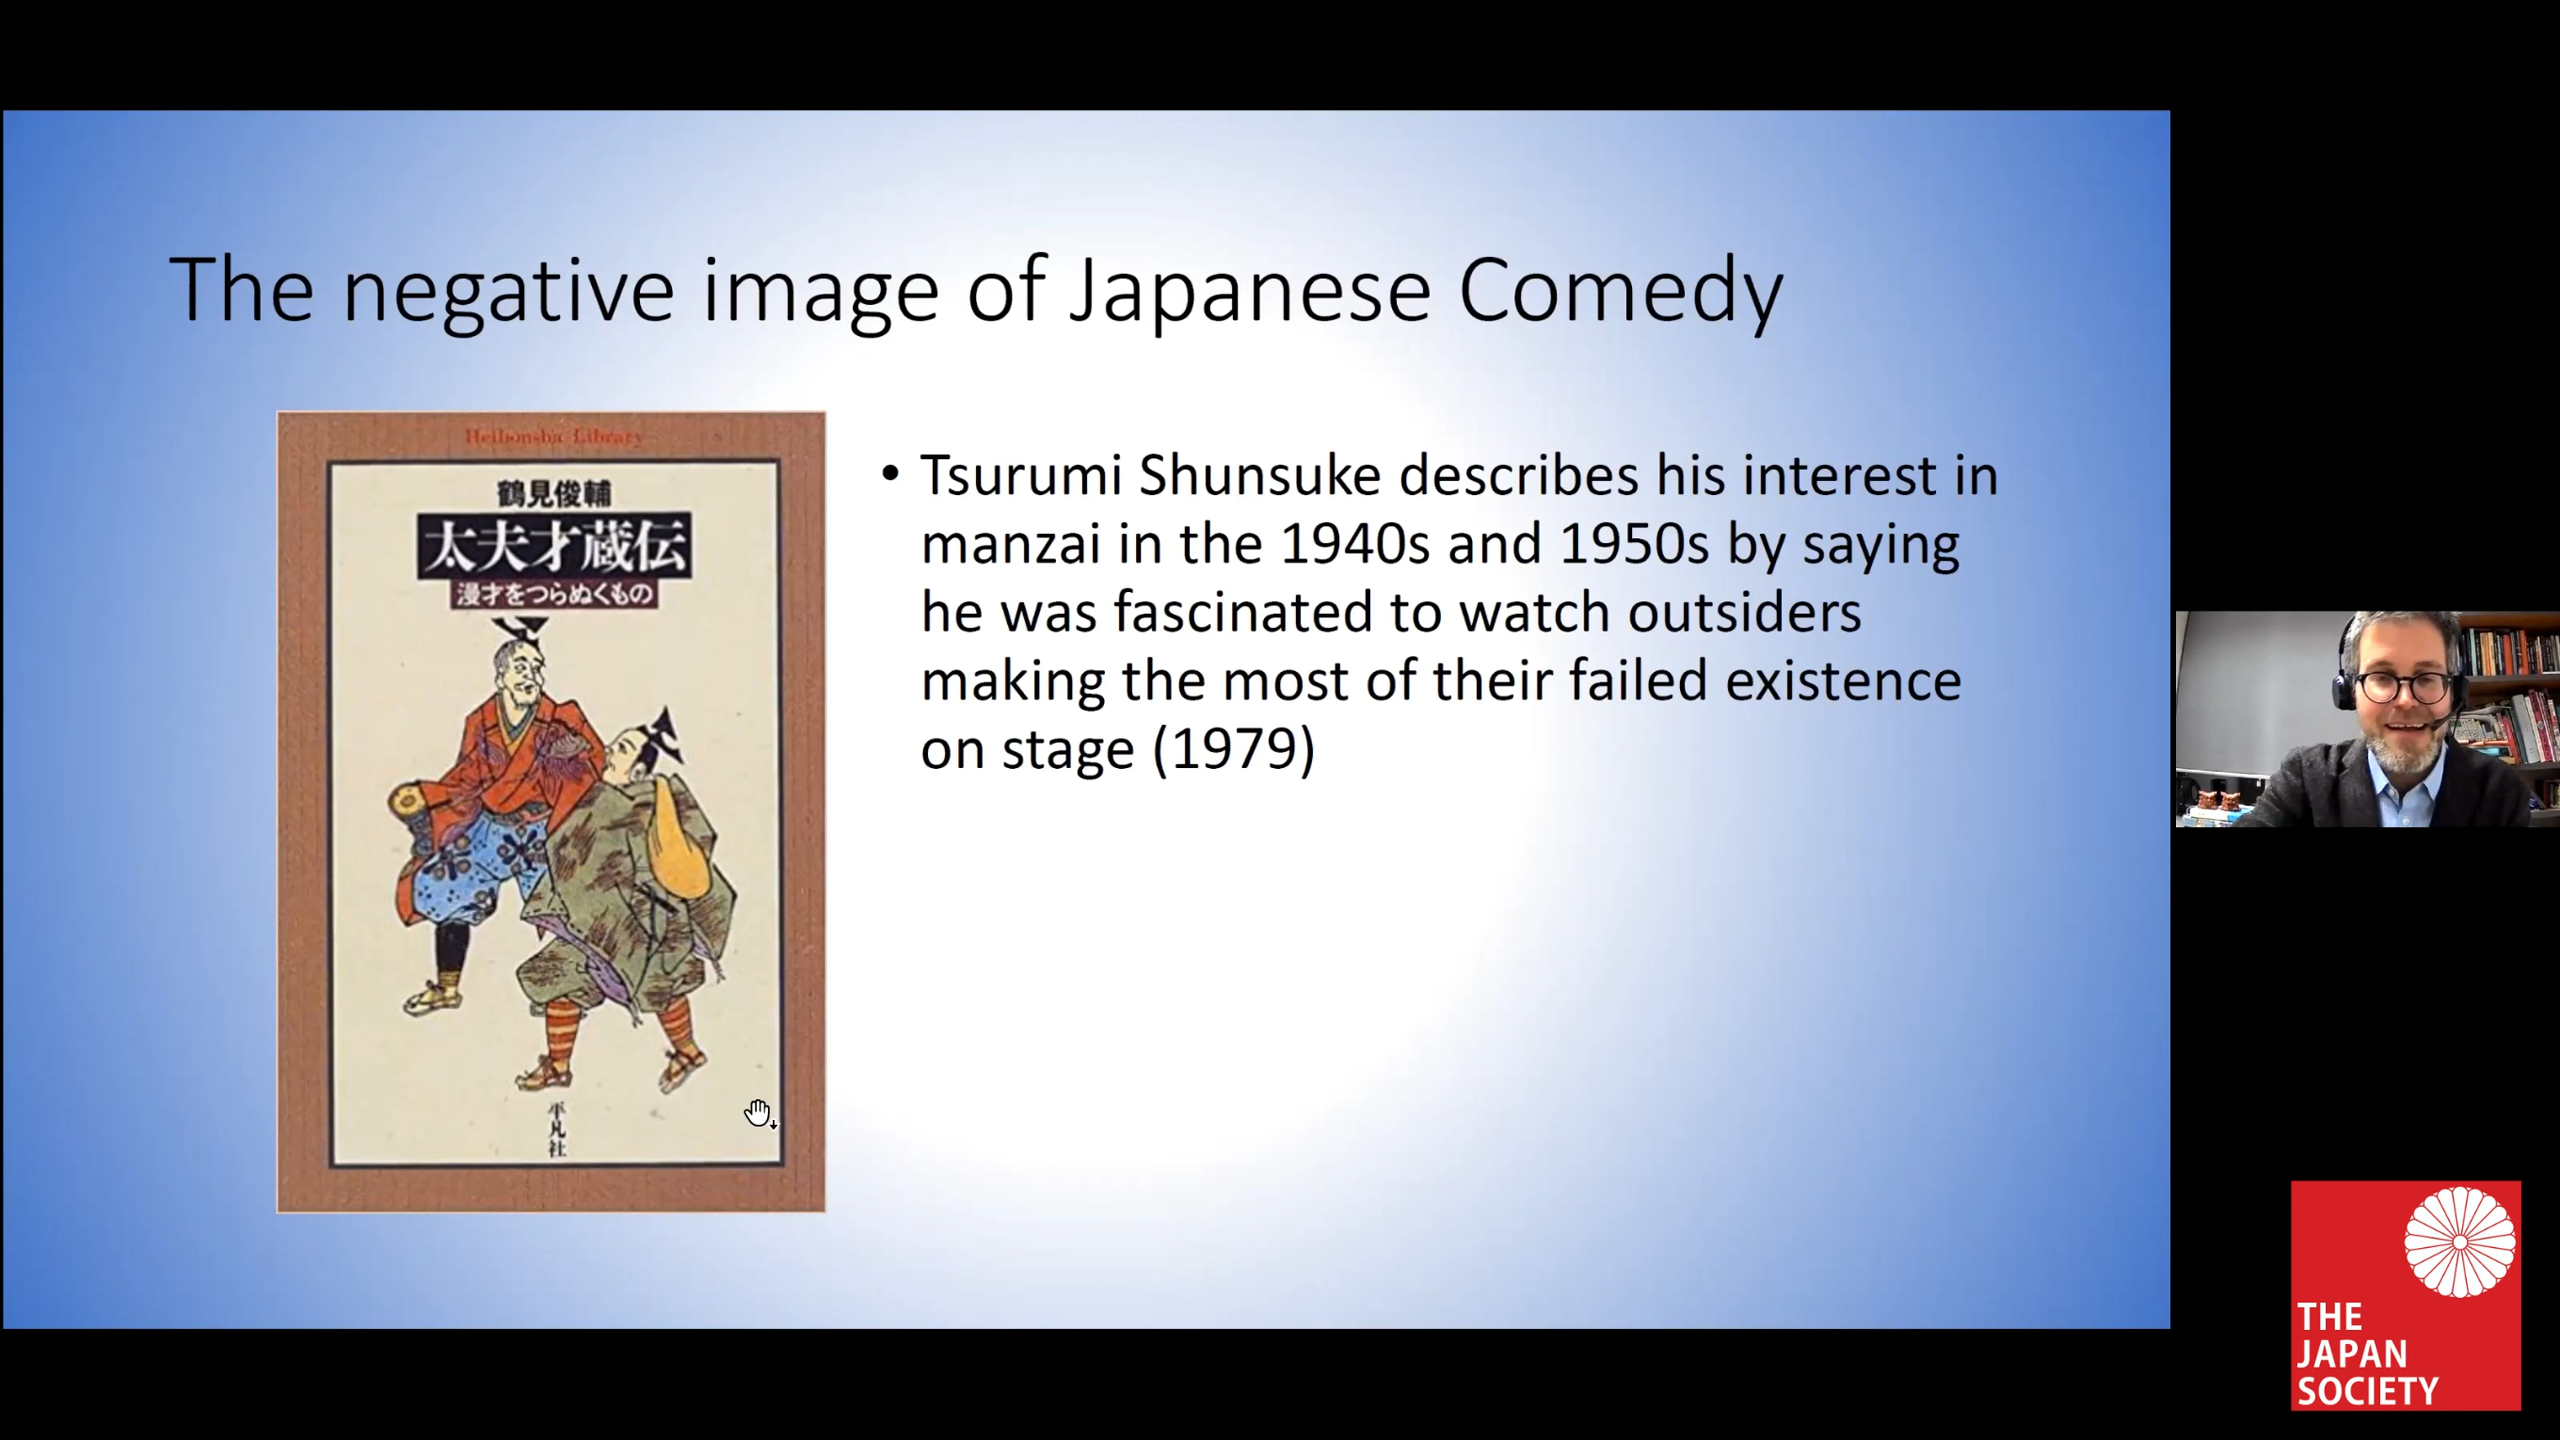 The negative image of Japanese Comedy
Heibonsha Library
鶴見俊輔
太夫才蔵伝
漫才をつらぬくもの
平凡社
• Tsurumi Shunsuke describes his interest in
manzai in the 1940s and 1950s by saying
he was fascinated to watch outsiders
making the most of their failed existence
on stage (1979)
THE
JAPAN
SOCIETY